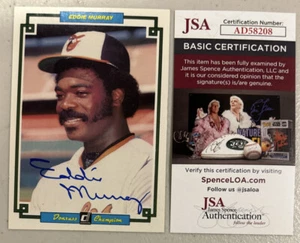 EDDIE MURRAY
Eddie
Murray
Donruss Champion
JSA
Certification Number:
AD58208
BASIC CERTIFICATION
This item has been fully examined by
James Spence Authentication, LLC and it
is our considered opinion that the
signature(s) is/are genuine.
Verify this certification by visiting
SpenceLOA.com
Follow us @jsaloa
JSA
James Spence
Authentication